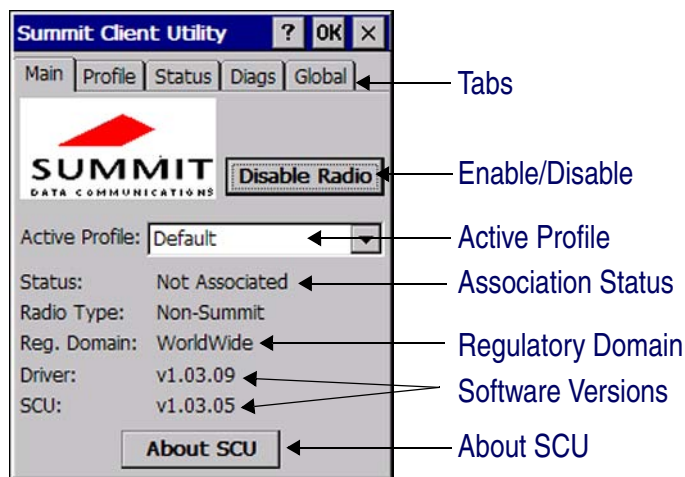 Summit Client Utility ? OK ×
Main Profile Status Diags Global
Tabs
SUMMIT
DATA COMMUNICATIONS
Disable Radio
Enable/Disable
Active Profile: Default
Active Profile
Status: Not Associated
Association Status
Radio Type: Non-Summit
Reg. Domain: WorldWide
Regulatory Domain
Driver: v1.03.09
Software Versions
SCU: v1.03.05
About SCU
About SCU